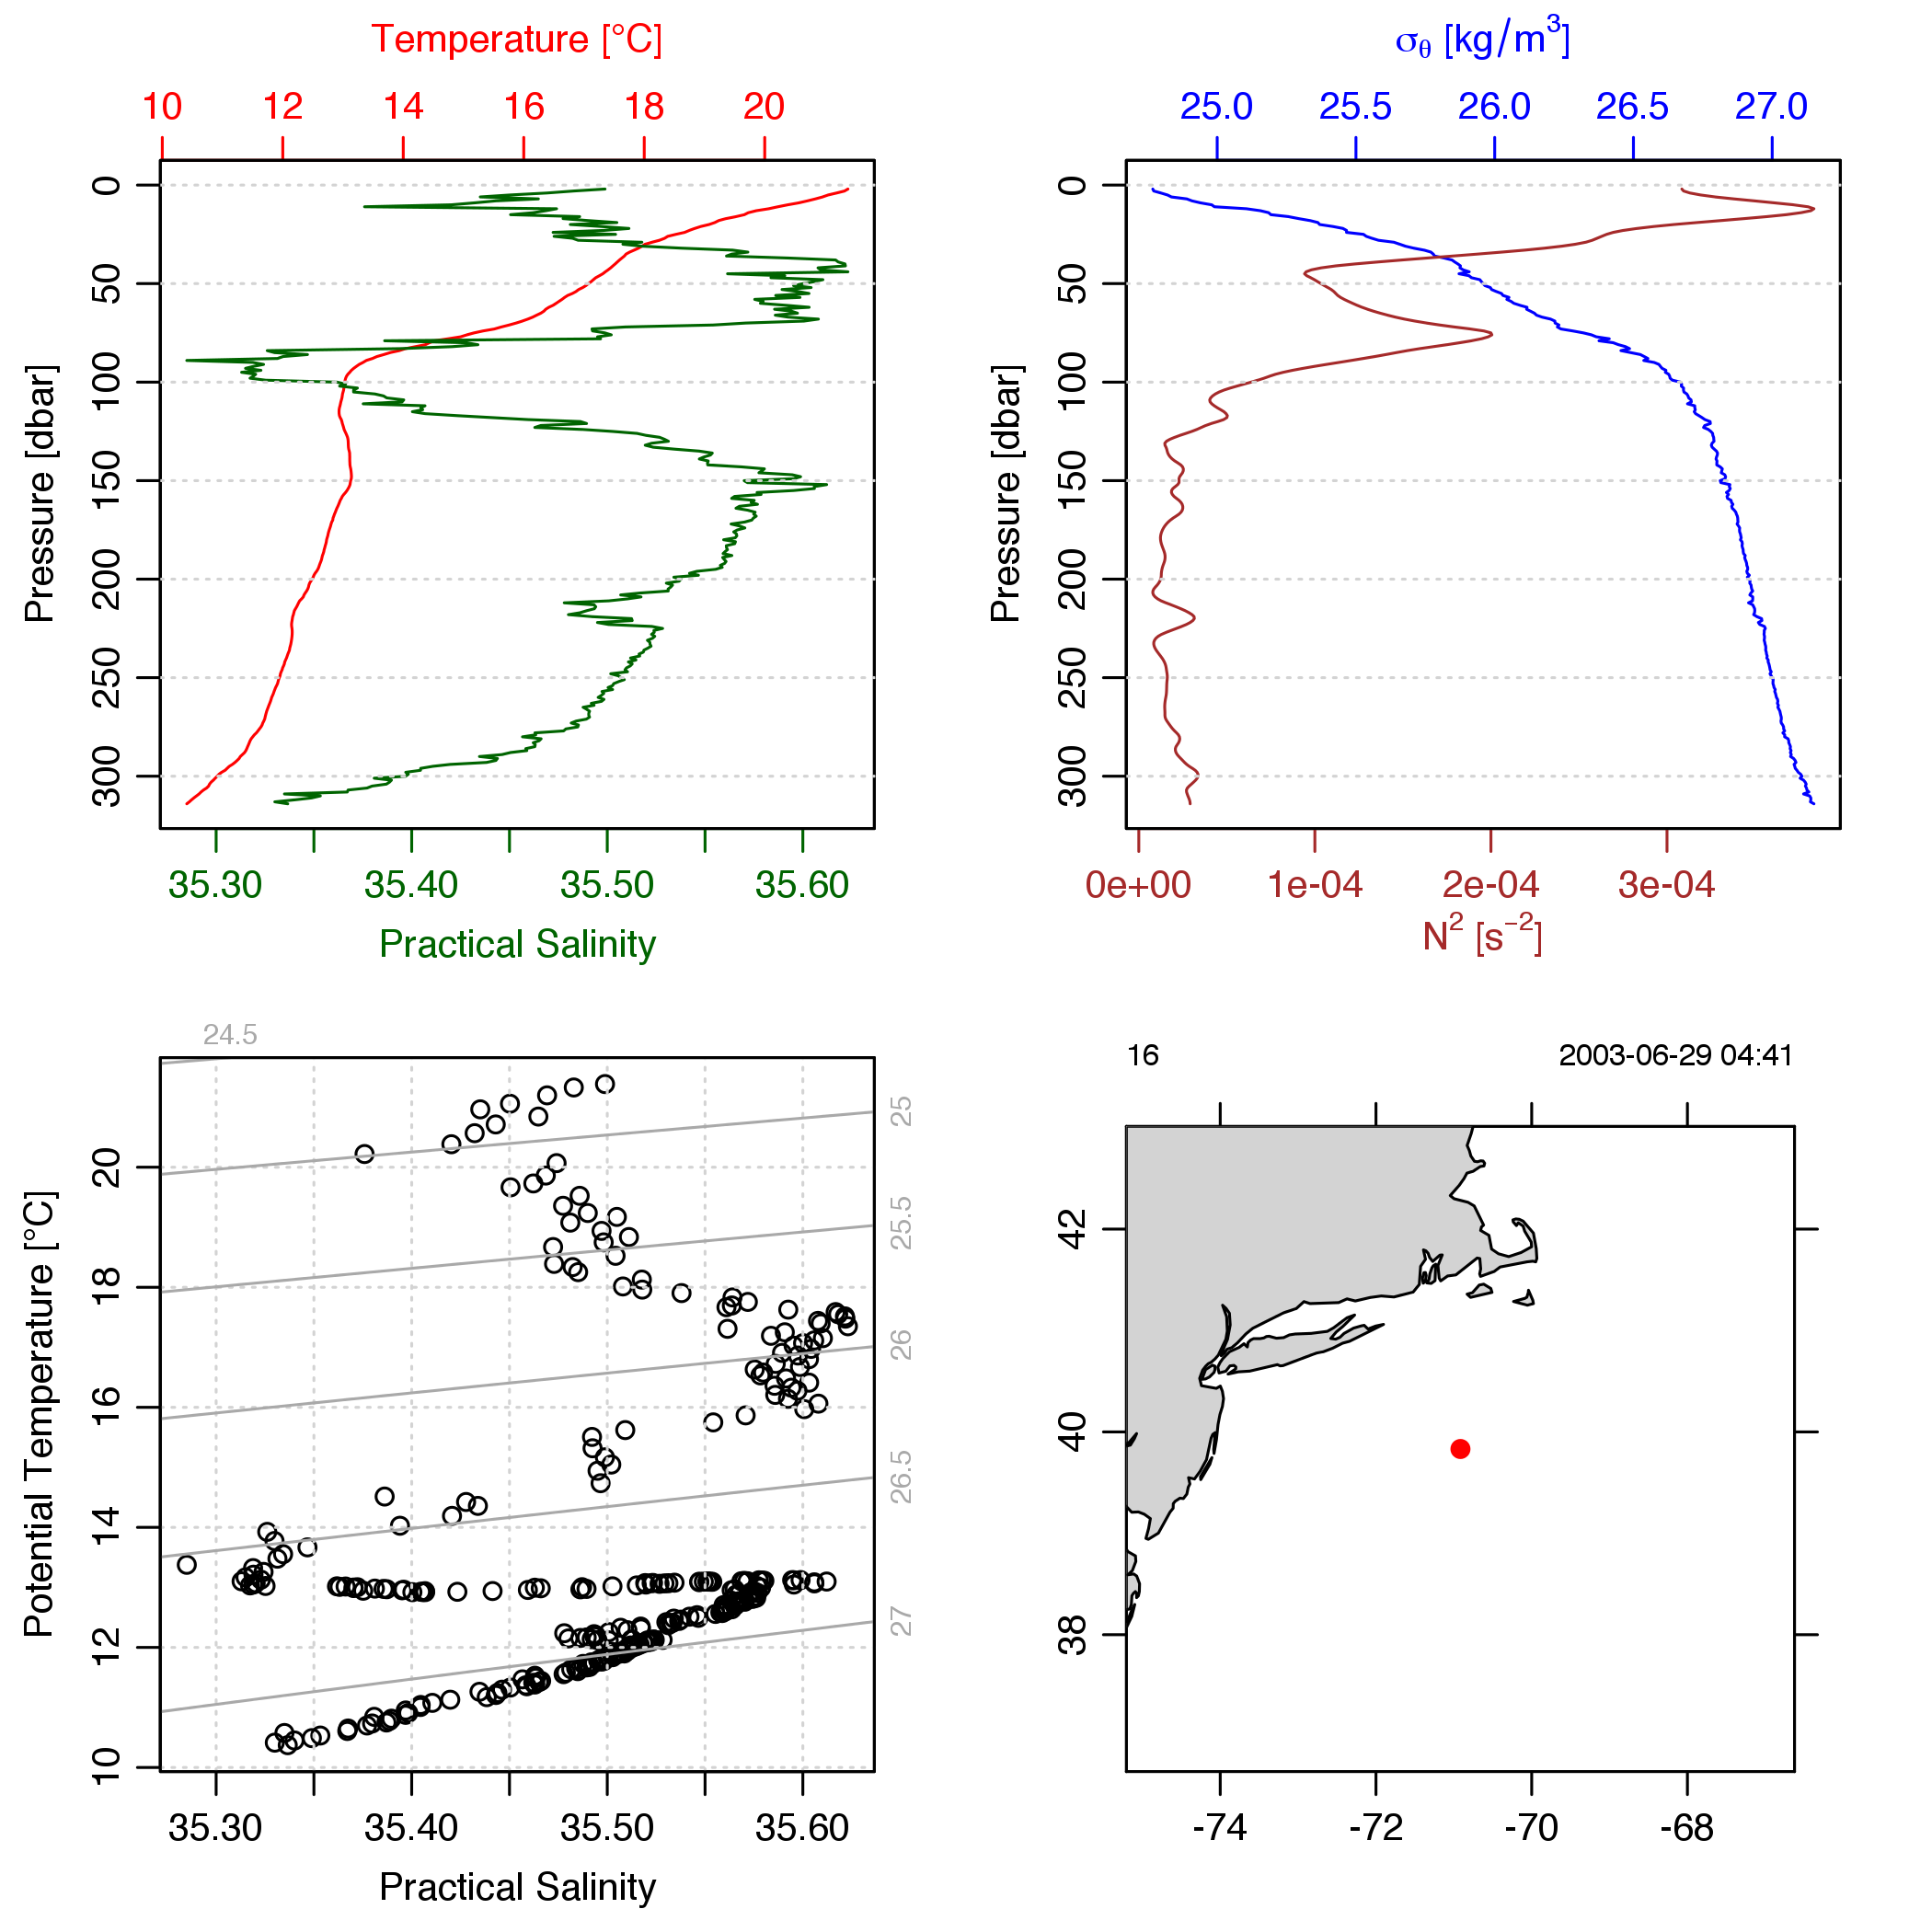 Temperature [°C]
10 12 14 16 18 20
0 50 100 150 200 250 300
Pressure [dbar]
35.30 35.40 35.50 35.60
Practical Salinity
σθ [kg/m³]
25.0 25.5 26.0 26.5 27.0
0 50 100 150 200 250 300
Pressure [dbar]
0e+00 1e-04 2e-04 3e-04
N² [s⁻²]
24.5
25
25.5
26
26.5
27
10 12 14 16 18 20
Potential Temperature [°C]
35.30 35.40 35.50 35.60
Practical Salinity
16 2003-06-29 04:41
42
40
38
-74 -72 -70 -68